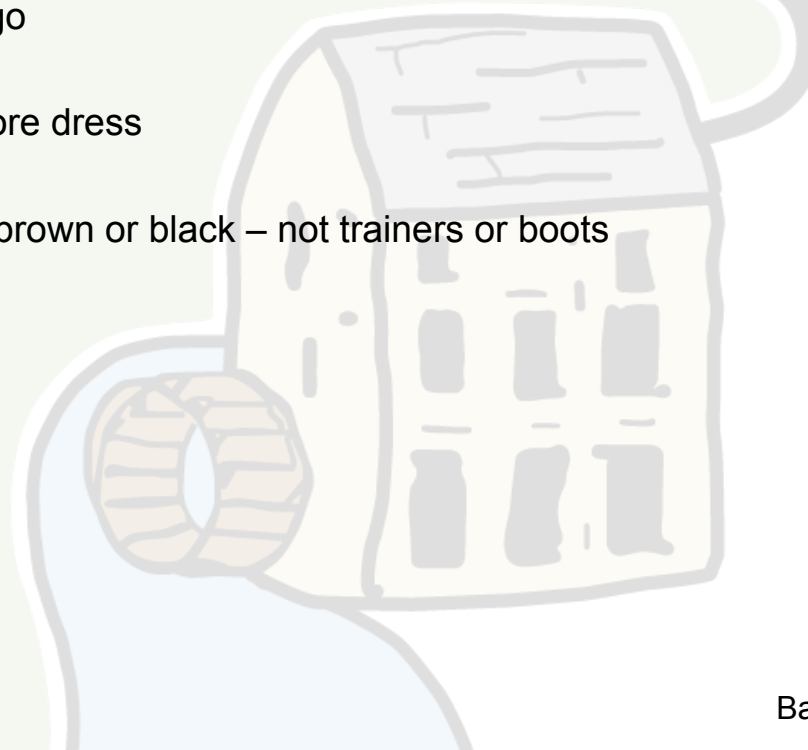 go
ore dress
brown or black – not trainers or boots
Ba